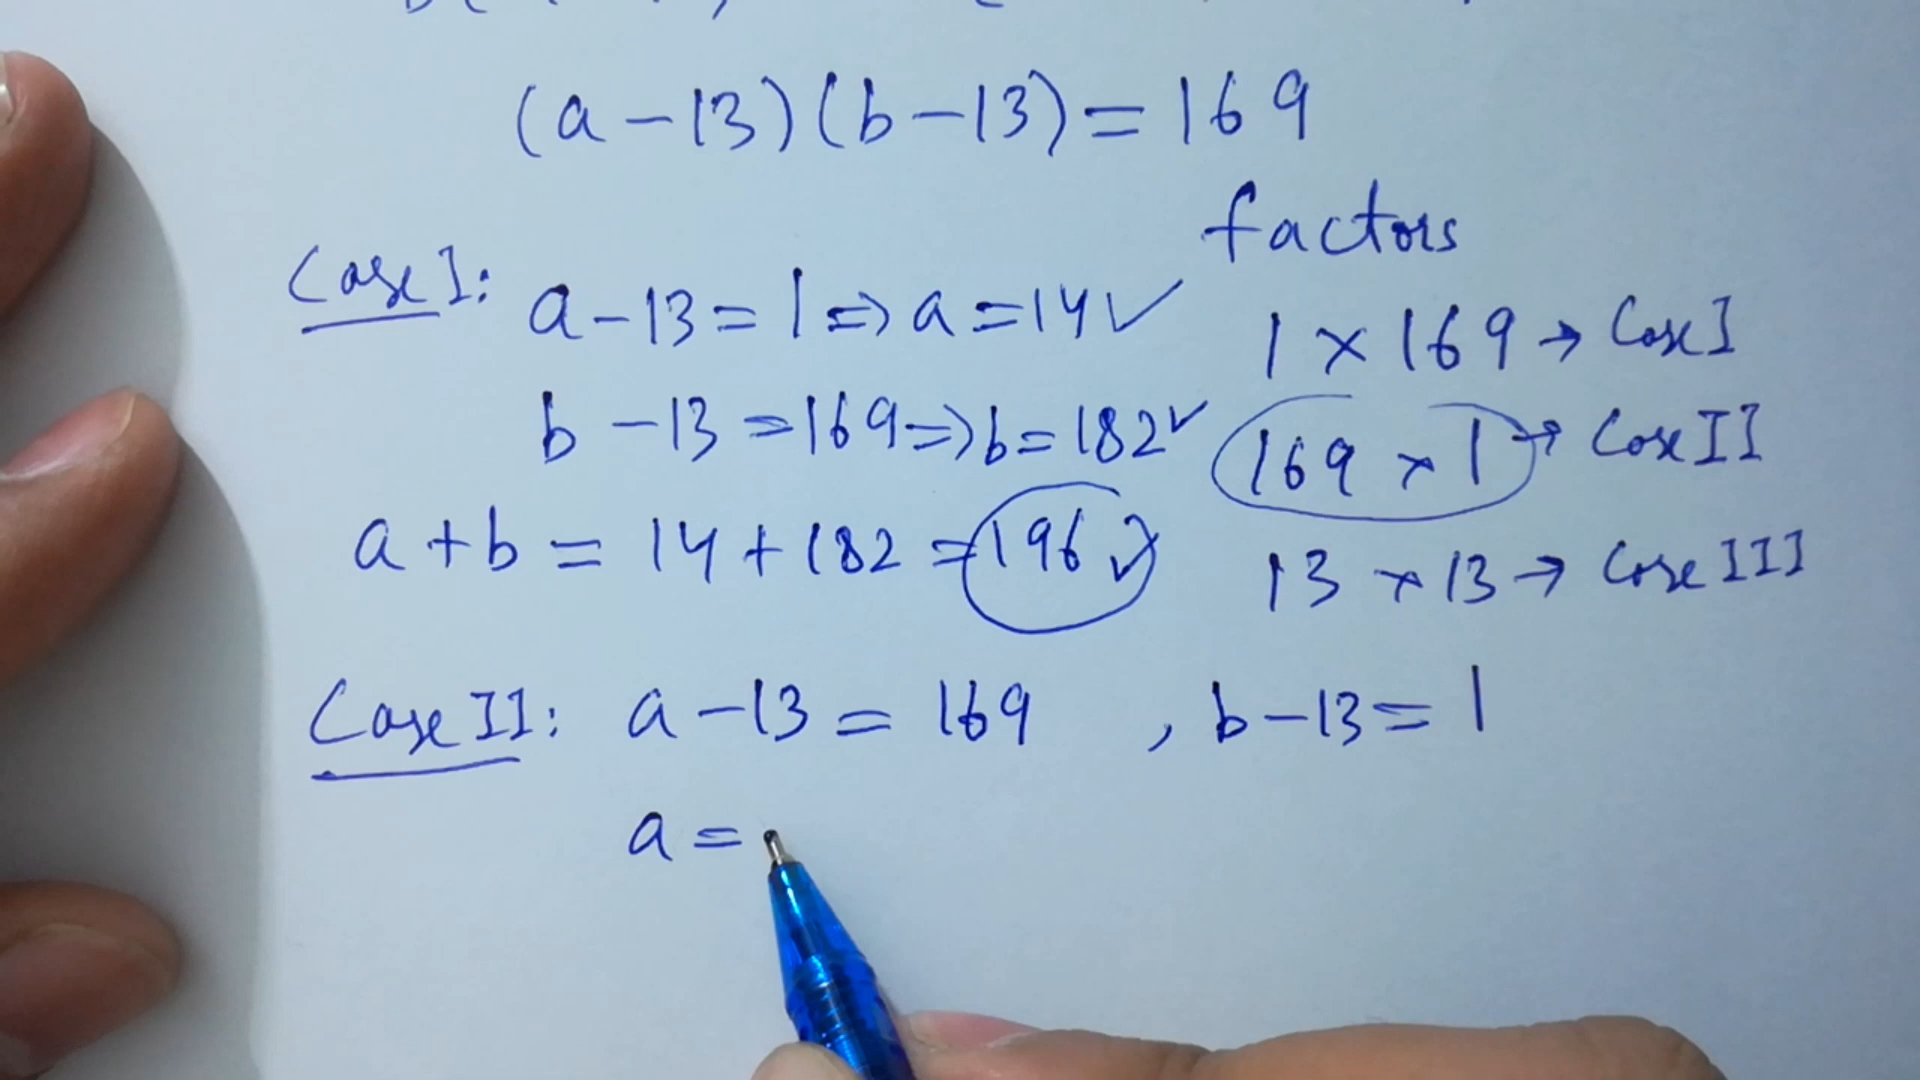 (a-13)(b-13)=169
factors
Case I: a-13=1=>a=14✓
1×169→Case I
b-13=169=>b=182✓
169×1→Case II
a+b=14+182=196✓
13×13→Case III
Case II: a-13=169, b-13=1
a=